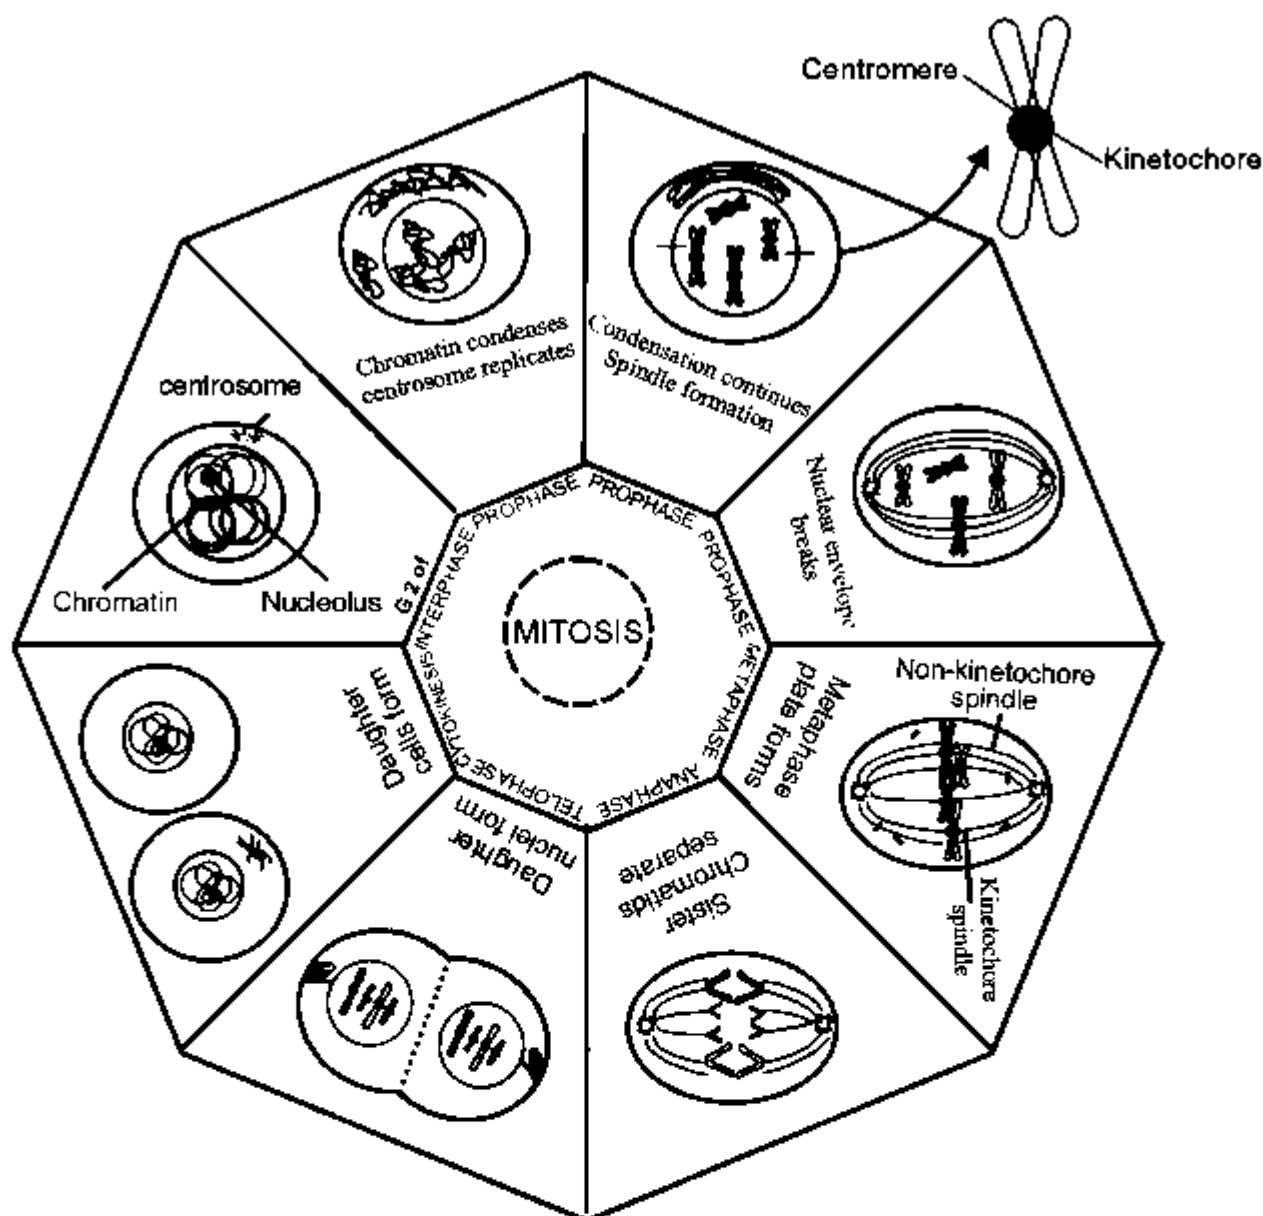 Centromere
Kinetochore
Chromatin condenses
centrosome replicates
Condensation continues
Spindle formation
centrosome
Chromatin
Nucleolus
Nuclear envelope
breaks
G 2 of
INTERPHASE
PROPHASE
PROPHASE
PROPHASE
METAPHASE
ANAPHASE
TELOPHASE
CYTOKINESIS
MITOSIS
Non-kinetochore
spindle
Metaphase
plate forms
Kinetochore
spindle
Sister
Chromatids
separate
Daughter
nuclei form
Daughter
cells form